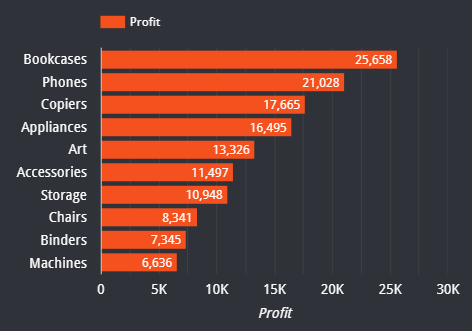 Profit
Bookcases 25,658
Phones 21,028
Copiers 17,665
Appliances 16,495
Art 13,326
Accessories 11,497
Storage 10,948
Chairs 8,341
Binders 7,345
Machines 6,636
0 5K 10K 15K 20K 25K 30K
Profit